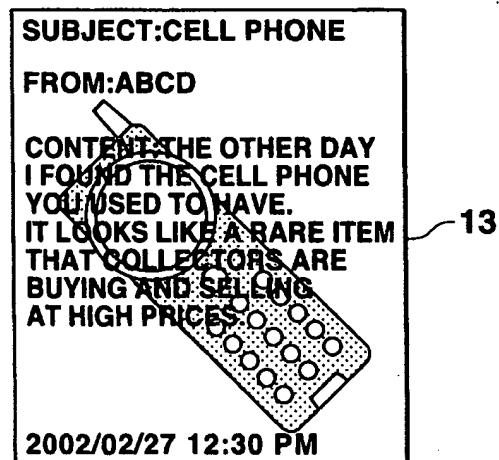 SUBJECT:CELL PHONE
FROM:ABCD
CONTENT:THE OTHER DAY
I FOUND THE CELL PHONE
YOU USED TO HAVE.
IT LOOKS LIKE A RARE ITEM
THAT COLLECTORS ARE
BUYING AND SELLING
AT HIGH PRICES
2002/02/27 12:30 PM
13